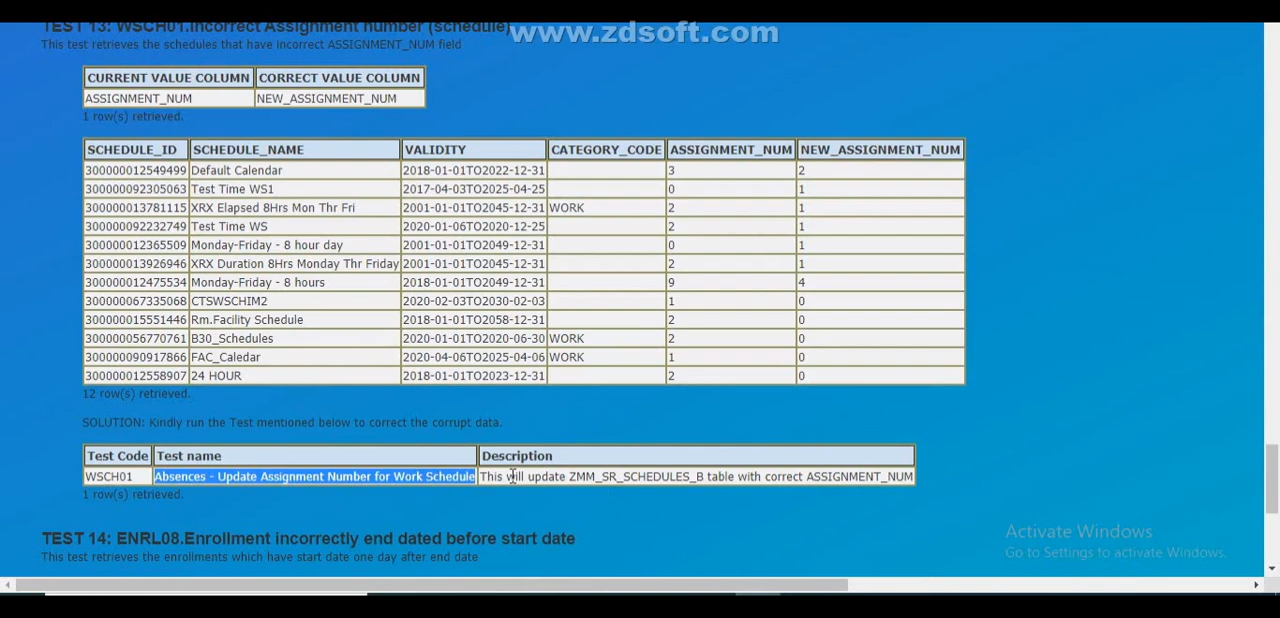 TEST 13: WSCH01.Incorrect Assignment number (schedule)
www.zdsoft.com
This test retrieves the schedules that have incorrect ASSIGNMENT_NUM field
CURRENT VALUE COLUMN CORRECT VALUE COLUMN
ASSIGNMENT_NUM NEW_ASSIGNMENT_NUM
1 row(s) retrieved.
SCHEDULE_ID SCHEDULE_NAME VALIDITY CATEGORY_CODE ASSIGNMENT_NUM NEW_ASSIGNMENT_NUM
300000012549499 Default Calendar 2018-01-01TO2022-12-31 3 2
300000092305063 Test Time WS1 2017-04-03TO2025-04-25 0 1
300000013781115 XRX Elapsed 8Hrs Mon Thr Fri 2001-01-01TO2045-12-31 WORK 2 1
300000092232749 Test Time WS 2020-01-06TO2020-12-25 2 1
300000012365509 Monday-Friday - 8 hour day 2001-01-01TO2049-12-31 0 1
300000013926946 XRX Duration 8Hrs Monday Thr Friday 2001-01-01TO2045-12-31 2 1
300000012475534 Monday-Friday - 8 hours 2018-01-01TO2049-12-31 9 4
300000067335068 CTSWSCHIM2 2020-02-03TO2030-02-03 1 0
300000015551446 Rm.Facility Schedule 2018-01-01TO2058-12-31 2 0
300000056770761 B30_Schedules 2020-01-01TO2020-06-30 WORK 2 0
300000090917866 FAC_Caledar 2020-04-06TO2025-04-06 WORK 1 0
300000012558907 24 HOUR 2018-01-01TO2023-12-31 2 0
12 row(s) retrieved.
SOLUTION: Kindly run the Test mentioned below to correct the corrupt data.
Test Code Test name Description
WSCH01 Absences - Update Assignment Number for Work Schedule This will update ZMM_SR_SCHEDULES_B table with correct ASSIGNMENT_NUM
1 row(s) retrieved.
TEST 14: ENRL08.Enrollment incorrectly end dated before start date
This test retrieves the enrollments which have start date one day after end date
Activate Windows
Go to Settings to activate Windows.